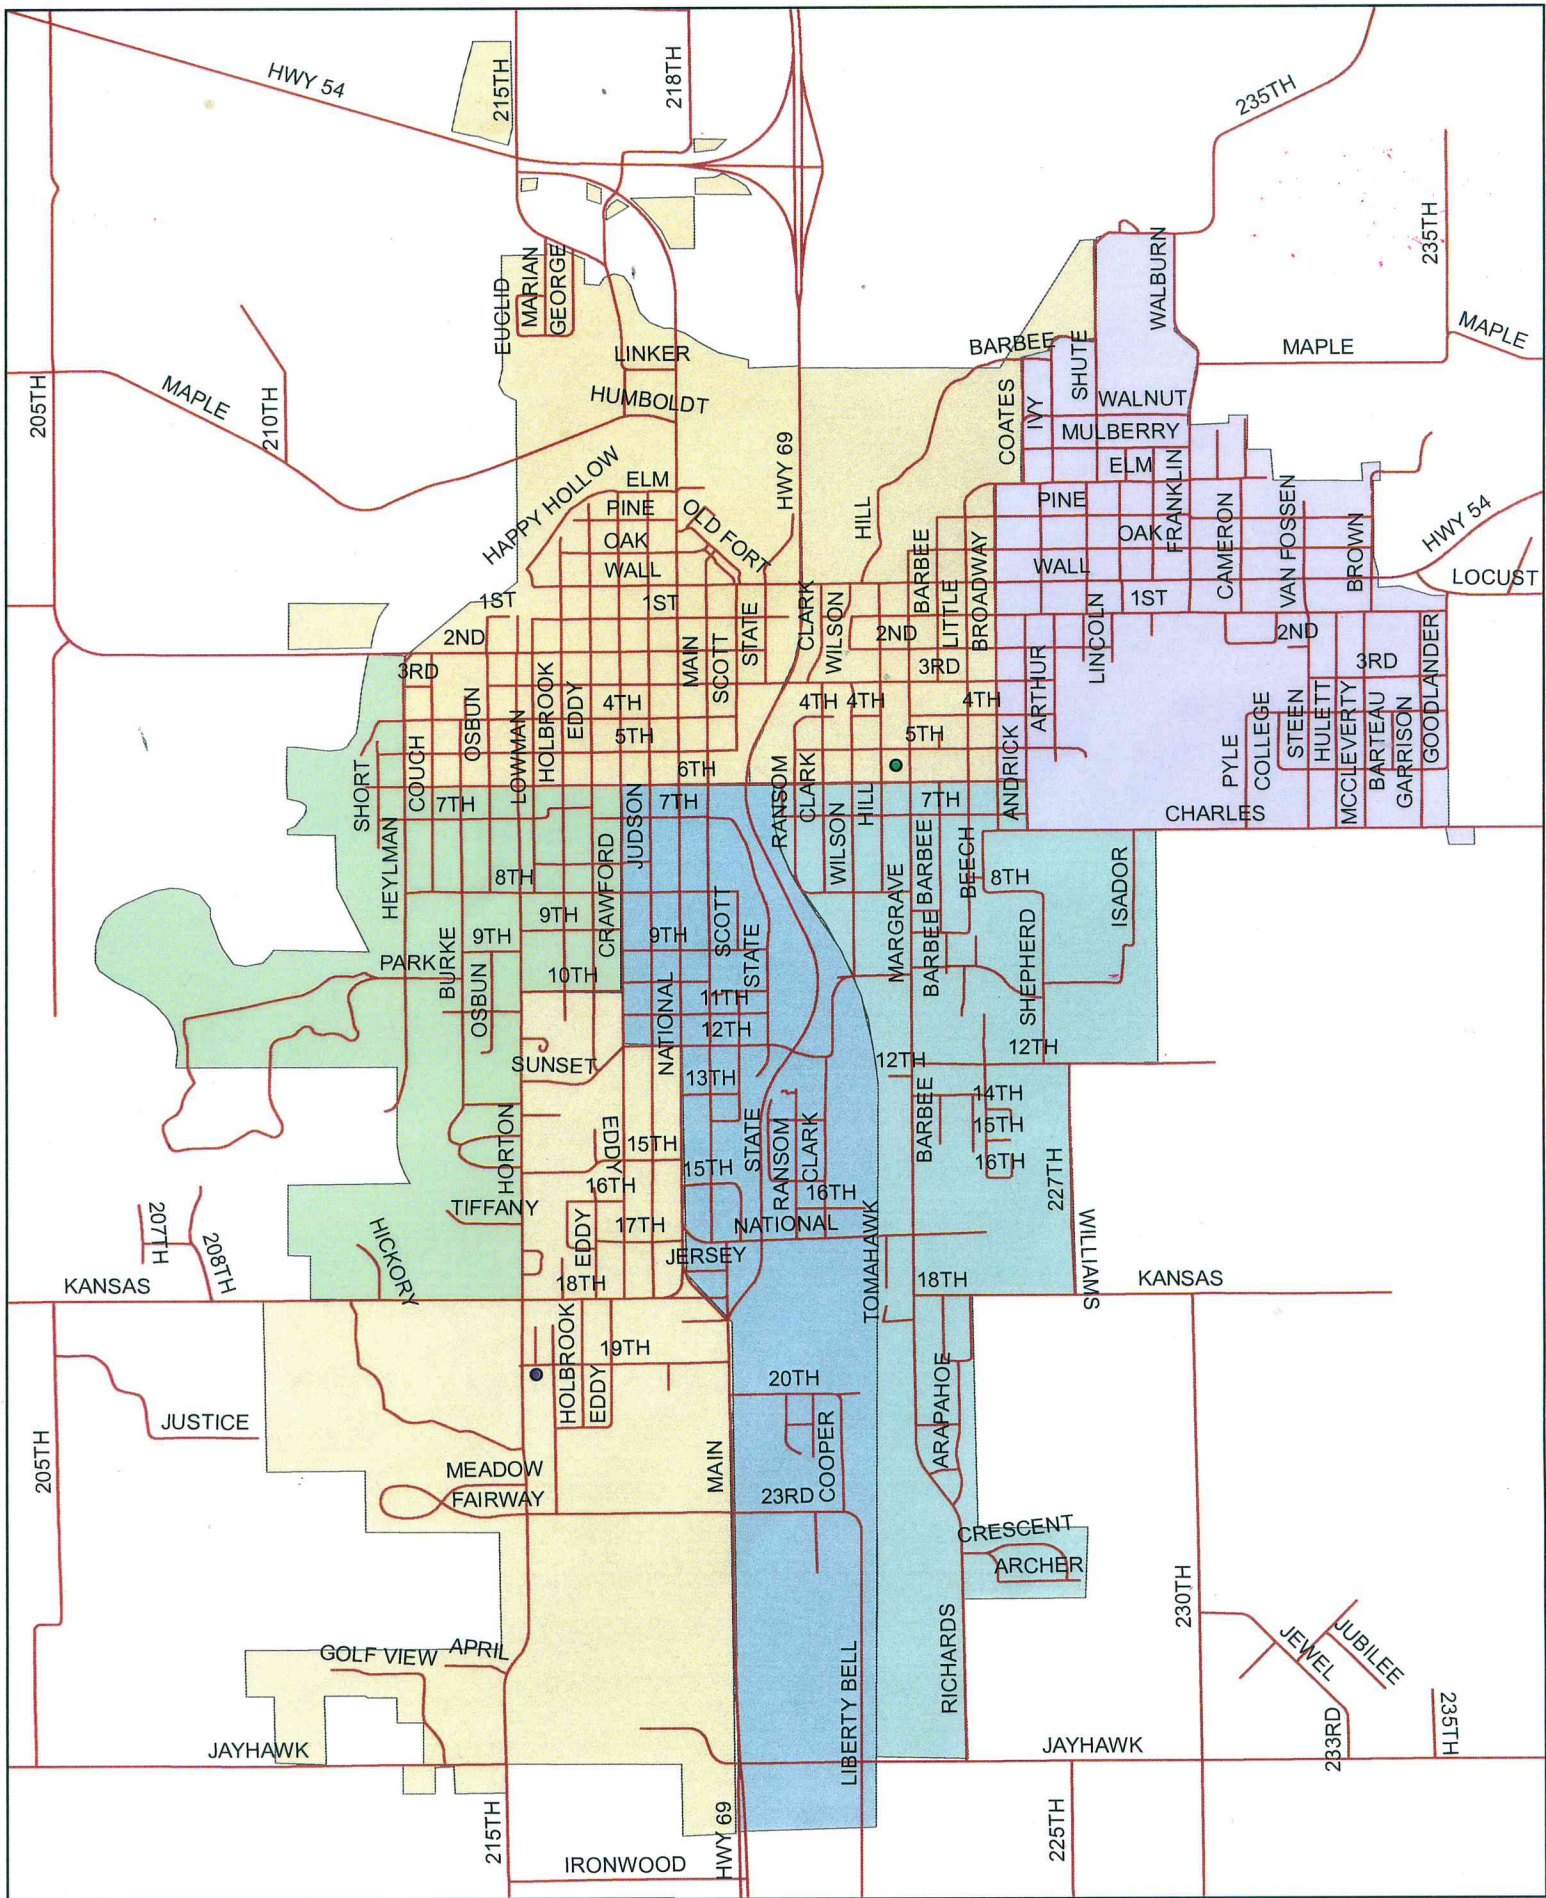 HWY 54
215TH
218TH
235TH
235TH
WALBURN
MARIAN
GEORGE
EUCLID
LINKER
BARBEE
SHUTE
MAPLE
MAPLE
205TH
MAPLE
210TH
HUMBOLDT
COATES
IVY
WALNUT
MULBERRY
HWY 69
ELM
HAPPY HOLLOW
ELM
PINE
OLD FORT
HILL
PINE
FRANKLIN
CAMERON
VAN FOSSEN
BROWN
HWY 54
OAK
OAK
WALL
BARBEE
LITTLE
BROADWAY
WALL
LOCUST
1ST
1ST
STATE
CLARK
WILSON
2ND
LINCOLN
1ST
2ND
2ND
GOODLANDER
3RD
MAIN
SCOTT
3RD
ARTHUR
3RD
OSBUN
LOWMAN
HOLBROOK
EDDY
4TH
4TH
4TH
4TH
5TH
5TH
PYLE
COLLEGE
STEEN
HULETT
MCCLEVERTY
BARTEAU
GARRISON
SHORT
COUCH
6TH
RANSOM
CLARK
ANDRICK
7TH
JUDSON
7TH
WILSON
HILL
7TH
CHARLES
HEYLMAN
8TH
CRAWFORD
MARGRAVE
BARBEE
BEECH
8TH
ISADOR
9TH
9TH
9TH
SCOTT
STATE
BARBEE
SHEPHERD
PARK
BURKE
OSBUN
10TH
NATIONAL
11TH
12TH
12TH
12TH
SUNSET
13TH
14TH
HORTON
EDDY
15TH
15TH
STATE
RANSOM
CLARK
BARBEE
15TH
16TH
227TH
16TH
16TH
207TH
208TH
TIFFANY
HICKORY
EDDY
17TH
NATIONAL
TOMAHAWK
WILLIAMS
JERSEY
KANSAS
18TH
18TH
KANSAS
HOLBROOK
EDDY
19TH
20TH
ARAPAHOE
JUSTICE
205TH
MAIN
COOPER
MEADOW
FAIRWAY
23RD
CRESCENT
ARCHER
230TH
RICHARDS
JEWEL
JUBILEE
GOLF VIEW
APRIL
LIBERTY BELL
233RD
235TH
JAYHAWK
JAYHAWK
215TH
HWY 69
225TH
IRONWOOD